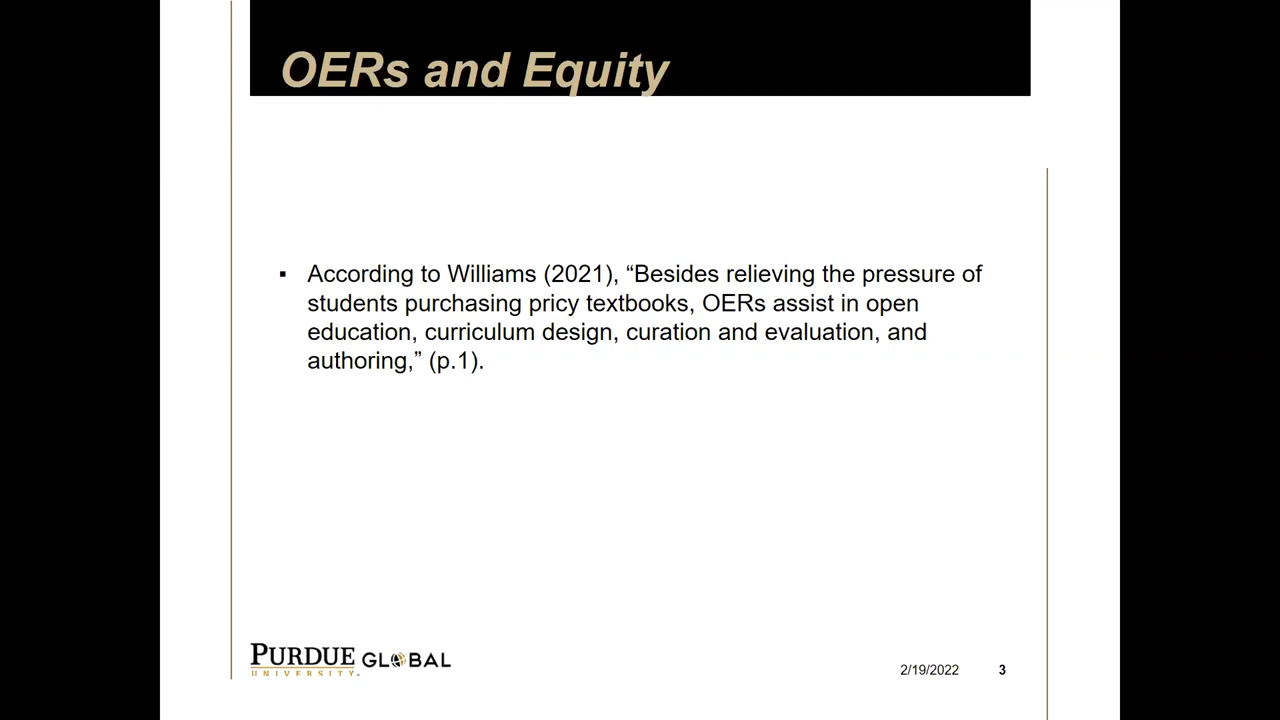 OERs and Equity
▪ According to Williams (2021), “Besides relieving the pressure of
students purchasing pricy textbooks, OERs assist in open
education, curriculum design, curation and evaluation, and
authoring,” (p.1).
PURDUE GLOBAL
UNIVERSITY
2/19/2022 3